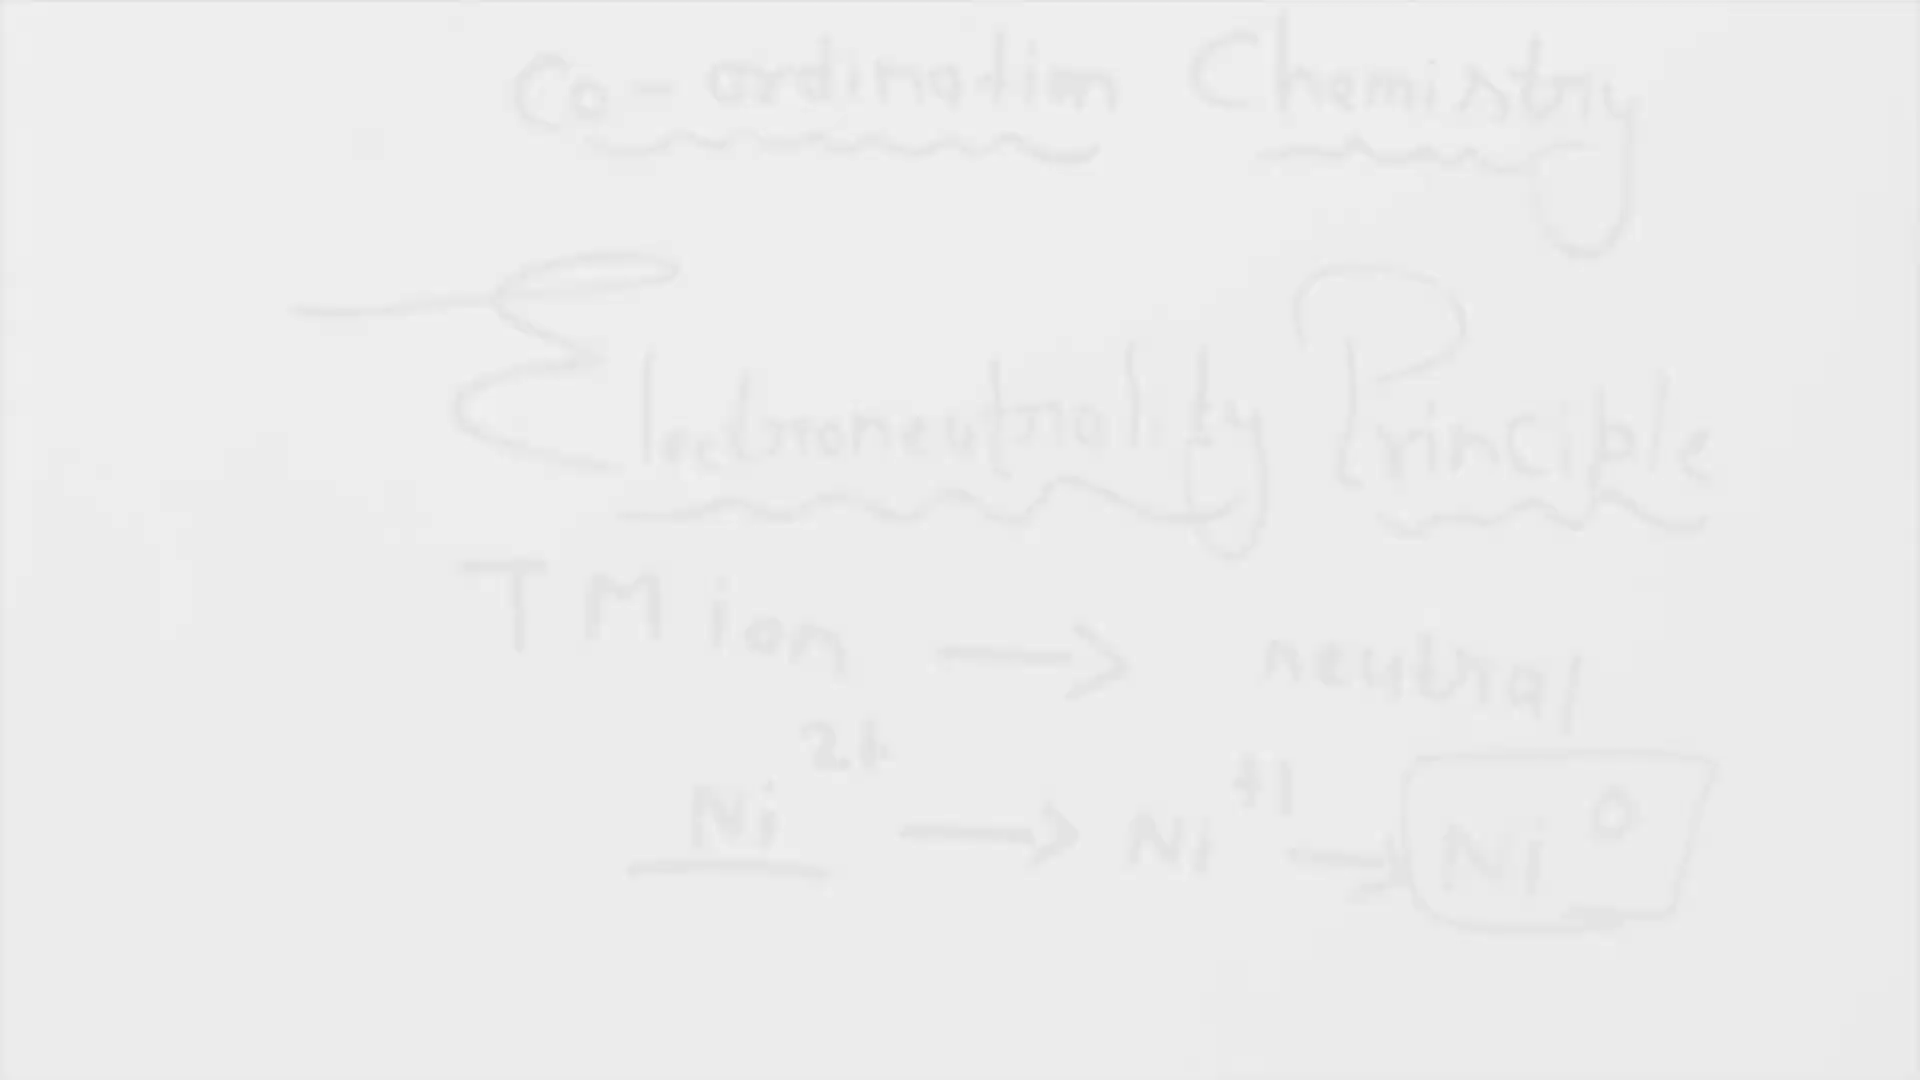 Co-ordination Chemistry
Electroneutrality Principle
TM ion → neutral
Ni²⁺ → Ni⁺¹ → Ni⁰